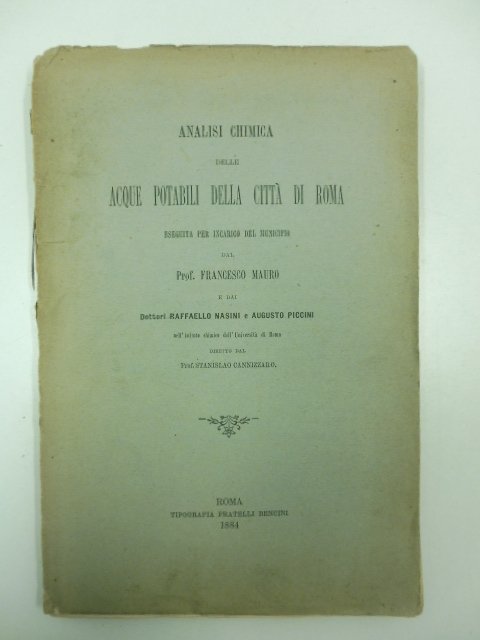 ANALISI CHIMICA
DELLE
ACQUE POTABILI DELLA CITTÀ DI ROMA
ESEGUITA PER INCARICO DEL MUNICIPIO
DAL
Prof. FRANCESCO MAURO
E DAI
Dottori RAFFAELLO NASINI e AUGUSTO PICCINI
nell'istituto chimico dell'Università di Roma
DIRETTO DAL
Prof. STANISLAO CANNIZZARO.
ROMA
TIPOGRAFIA FRATELLI BENCINI
1884